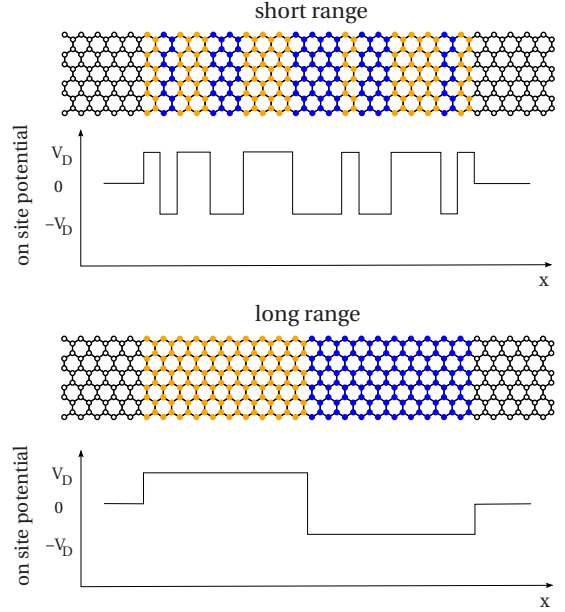 short range
on site potential
V_D
0
−V_D
x
long range
on site potential
V_D
0
−V_D
x